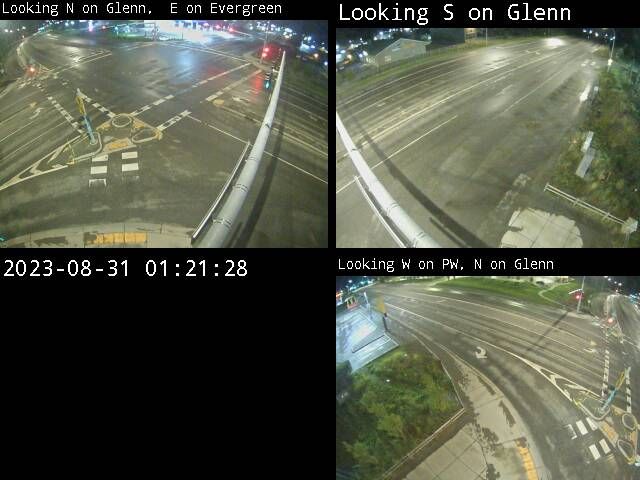 Looking N on Glenn, E on Evergreen
Looking S on Glenn
2023-08-31 01:21:28
Looking W on PW, N on Glenn